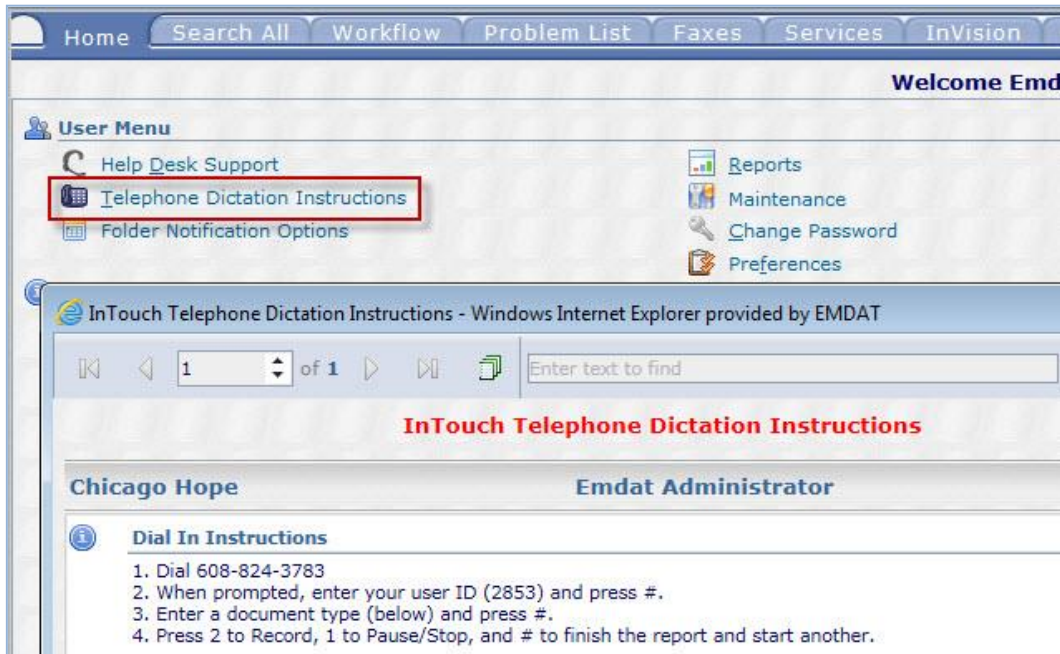 Home Search All Workflow Problem List Faxes Services InVision
Welcome Emd
User Menu
Help Desk Support
Reports
Telephone Dictation Instructions
Maintenance
Folder Notification Options
Change Password
Preferences
InTouch Telephone Dictation Instructions - Windows Internet Explorer provided by EMDAT
1 of 1 Enter text to find
InTouch Telephone Dictation Instructions
Chicago Hope Emdat Administrator
Dial In Instructions
1. Dial 608-824-3783
2. When prompted, enter your user ID (2853) and press #.
3. Enter a document type (below) and press #.
4. Press 2 to Record, 1 to Pause/Stop, and # to finish the report and start another.